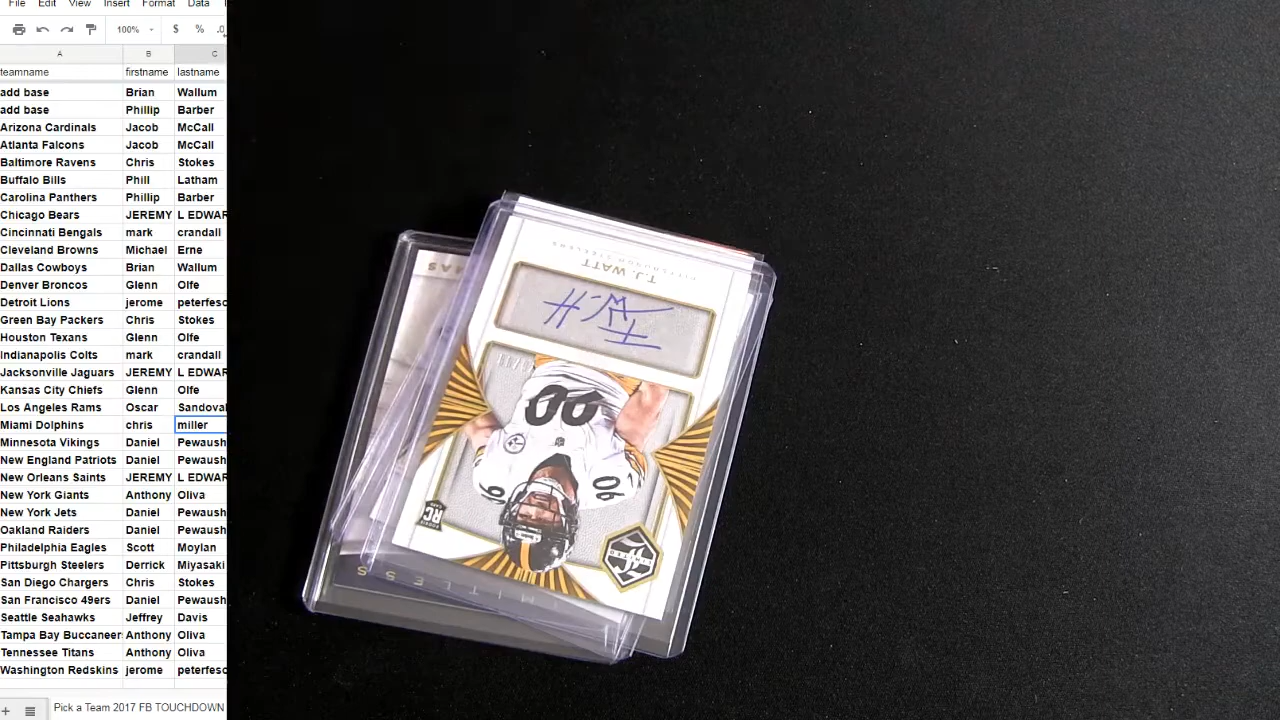 File Edit View Insert Format Data
100% $ % .0
A B C
teamname firstname lastname
add base Brian Wallum
add base Phillip Barber
Arizona Cardinals Jacob McCall
Atlanta Falcons Jacob McCall
Baltimore Ravens Chris Stokes
Buffalo Bills Phill Latham
Carolina Panthers Phillip Barber
Chicago Bears JEREMY L EDWAR
Cincinnati Bengals mark crandall
Cleveland Browns Michael Erne
Dallas Cowboys Brian Wallum
Denver Broncos Glenn Olfe
Detroit Lions jerome peterfeso
Green Bay Packers Chris Stokes
Houston Texans Glenn Olfe
Indianapolis Colts mark crandall
Jacksonville Jaguars JEREMY L EDWAR
Kansas City Chiefs Glenn Olfe
Los Angeles Rams Oscar Sandoval
Miami Dolphins chris miller
Minnesota Vikings Daniel Pewaush
New England Patriots Daniel Pewaush
New Orleans Saints JEREMY L EDWAR
New York Giants Anthony Oliva
New York Jets Daniel Pewaush
Oakland Raiders Daniel Pewaush
Philadelphia Eagles Scott Moylan
Pittsburgh Steelers Derrick Miyasaki
San Diego Chargers Chris Stokes
San Francisco 49ers Daniel Pewaush
Seattle Seahawks Jeffrey Davis
Tampa Bay Buccaneers Anthony Oliva
Tennessee Titans Anthony Oliva
Washington Redskins jerome peterfeso
Pick a Team 2017 FB TOUCHDOWN
PITTSBURGH STEELERS
T.J. WATT
90
90
90
RC
LIMITED